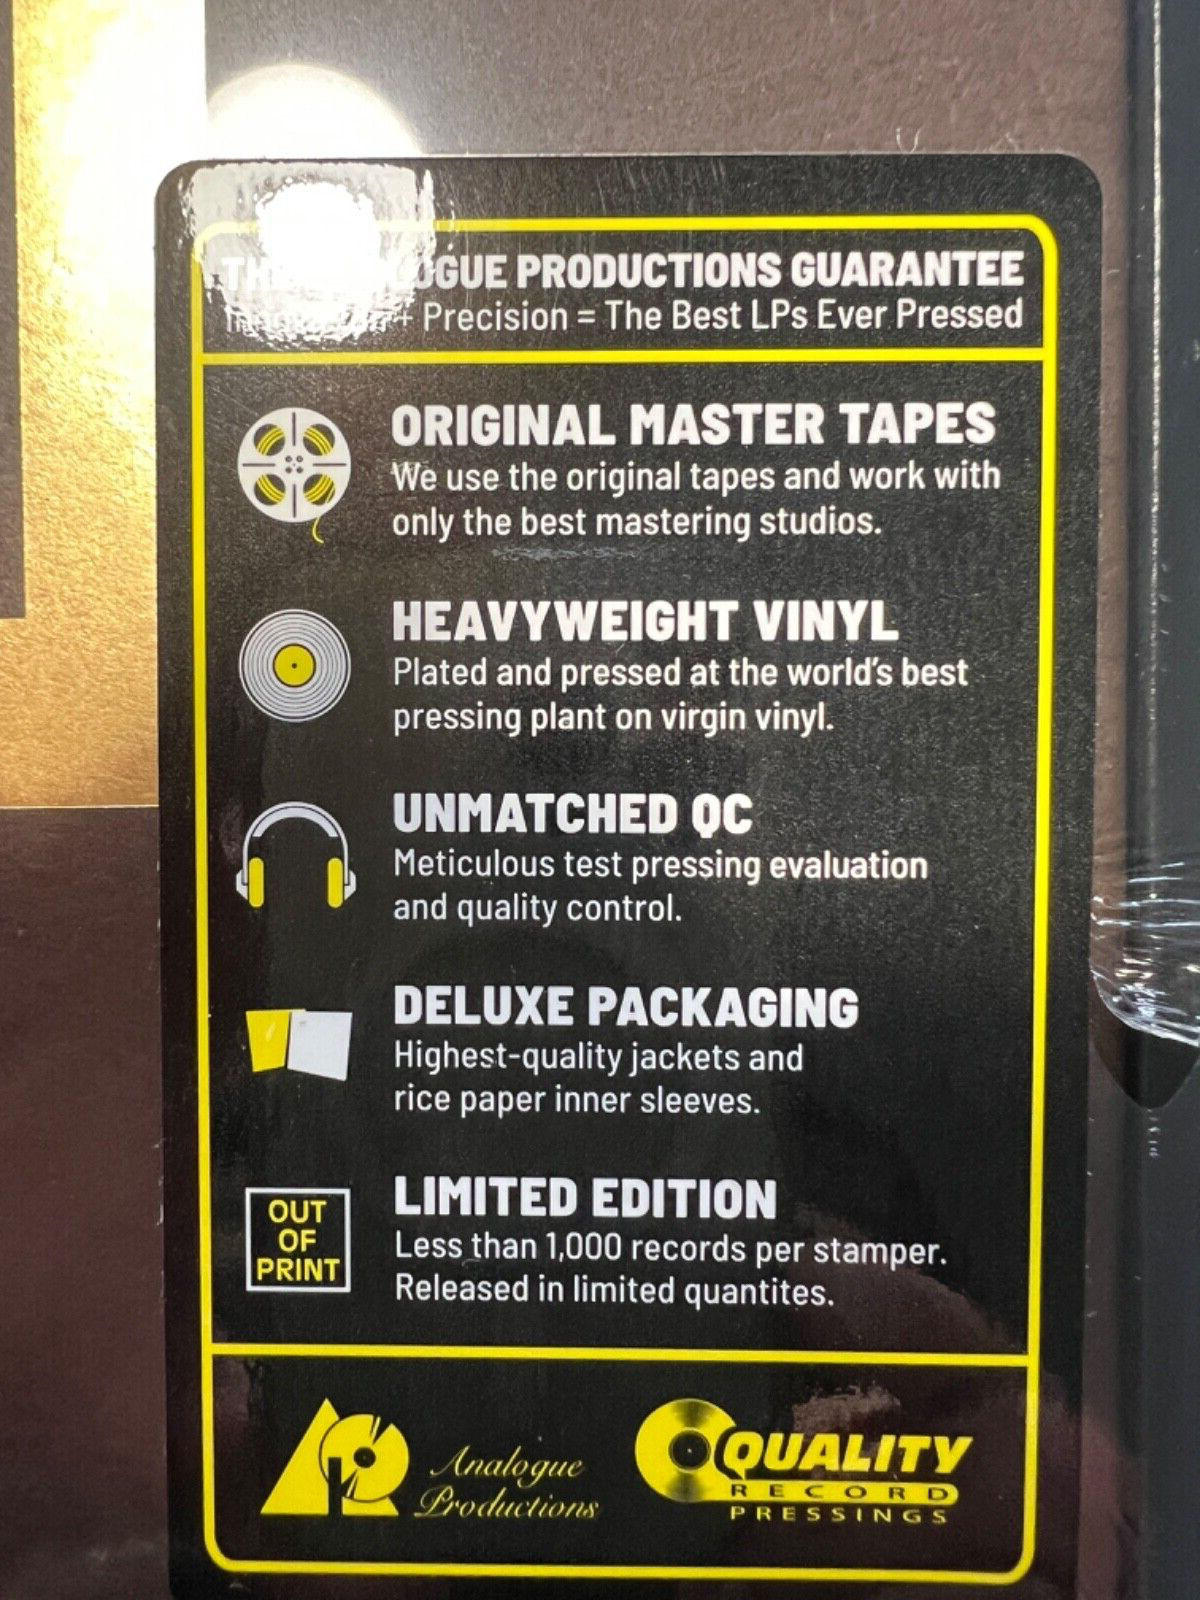 THE ANALOGUE PRODUCTIONS GUARANTEE
+ Precision = The Best LPs Ever Pressed
ORIGINAL MASTER TAPES
We use the original tapes and work with
only the best mastering studios.
HEAVYWEIGHT VINYL
Plated and pressed at the world's best
pressing plant on virgin vinyl.
UNMATCHED QC
Meticulous test pressing evaluation
and quality control.
DELUXE PACKAGING
Highest-quality jackets and
rice paper inner sleeves.
OUT
OF
PRINT
LIMITED EDITION
Less than 1,000 records per stamper.
Released in limited quantites.
Analogue
Productions
QUALITY
RECORD
PRESSINGS